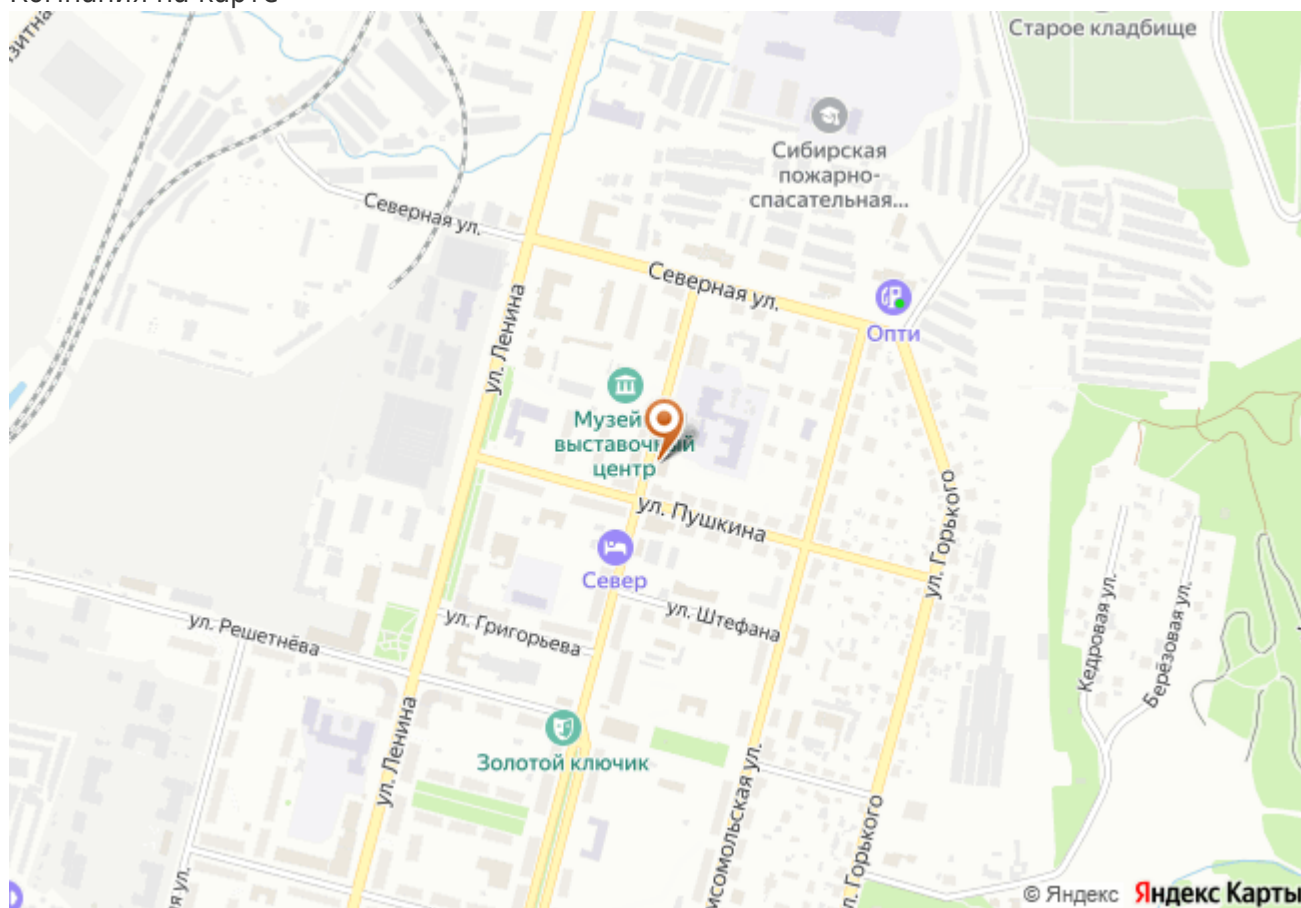 Старое кладбище
Сибирская
пожарно-
спасательная...
Северная ул.
Северная ул.
Опти
ул. Ленина
Музей
выставочный
центр
ул. Пушкина
ул. Горького
Север
ул. Штефана
ул. Григорьева
ул. Решетнёва
Кедровая ул.
Берёзовая ул.
Золотой ключик
ул. Ленина
ул. Горького
© Яндекс Яндекс Карты